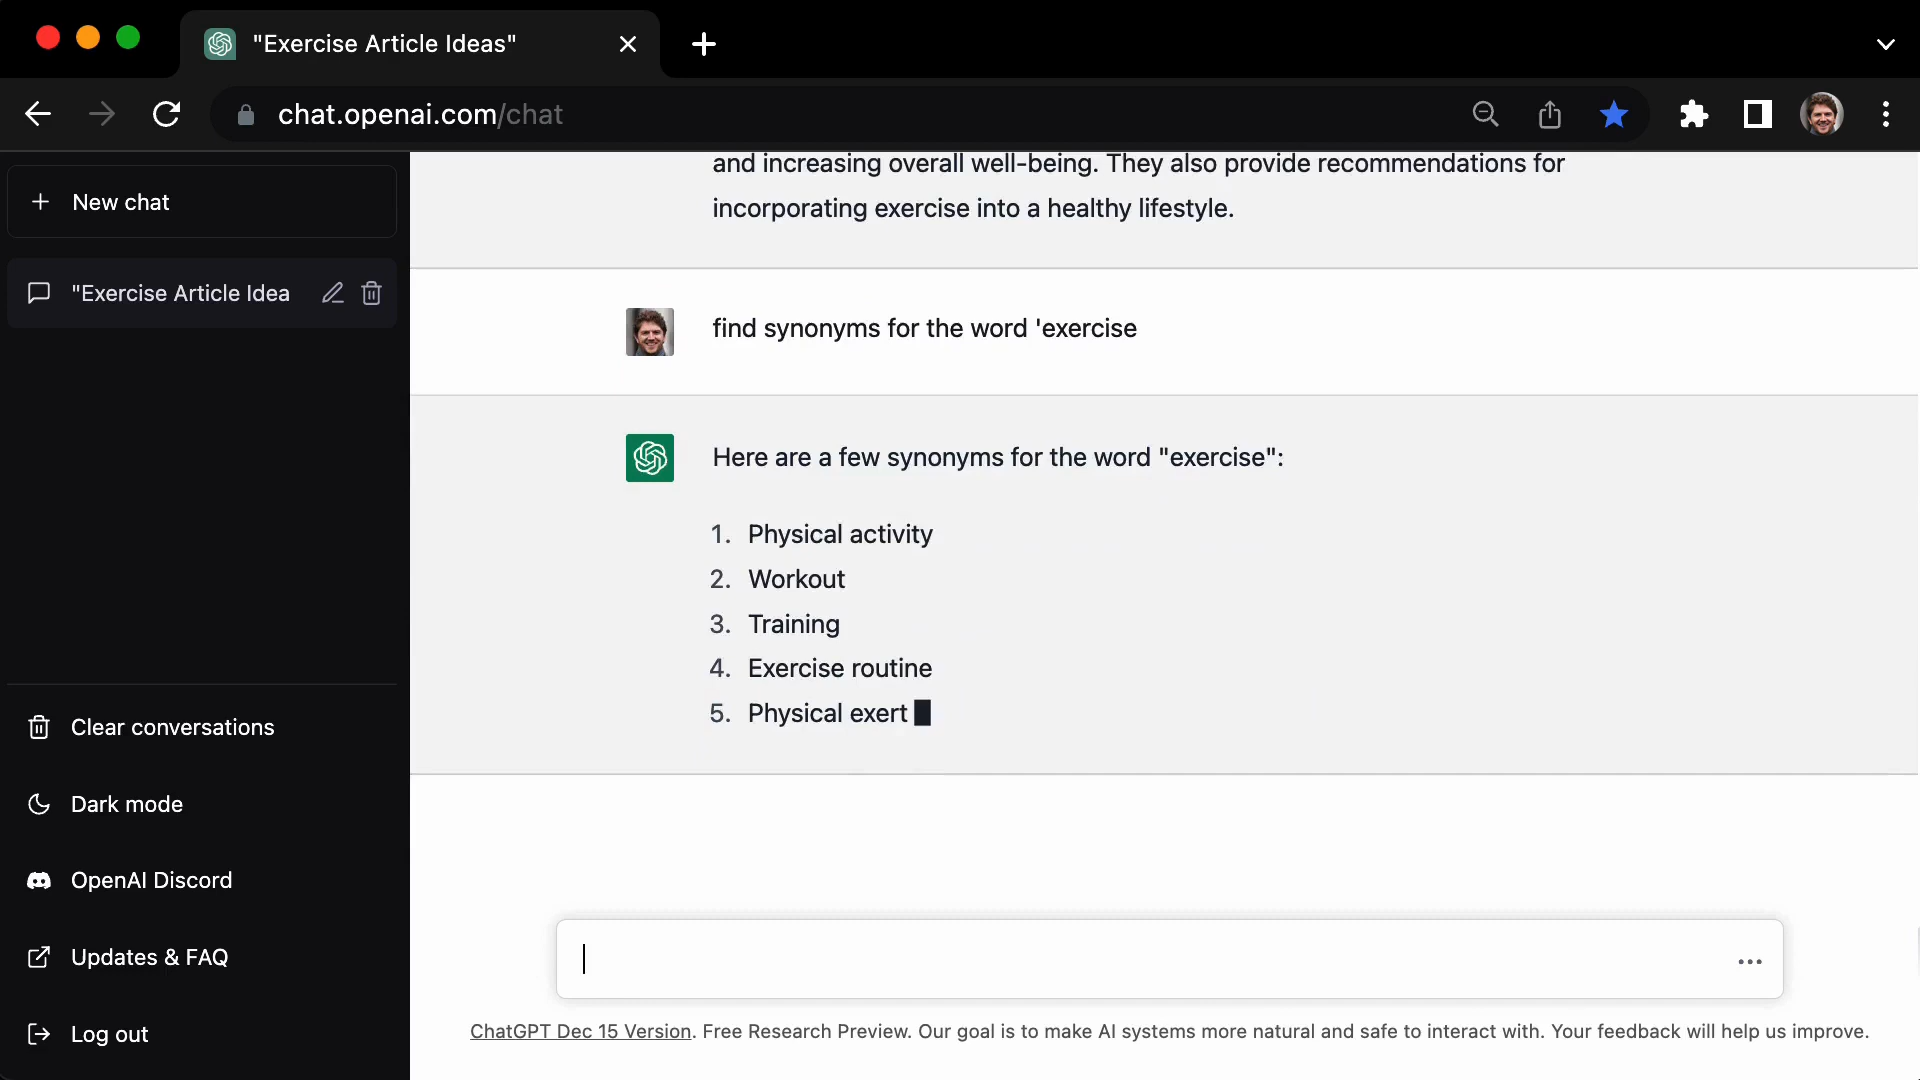 "Exercise Article Ideas"
chat.openai.com/chat
New chat
"Exercise Article Idea
Clear conversations
Dark mode
OpenAI Discord
Updates & FAQ
Log out
and increasing overall well-being. They also provide recommendations for
incorporating exercise into a healthy lifestyle.
find synonyms for the word 'exercise
Here are a few synonyms for the word "exercise":
1. Physical activity
2. Workout
3. Training
4. Exercise routine
5. Physical exert
ChatGPT Dec 15 Version. Free Research Preview. Our goal is to make AI systems more natural and safe to interact with. Your feedback will help us improve.